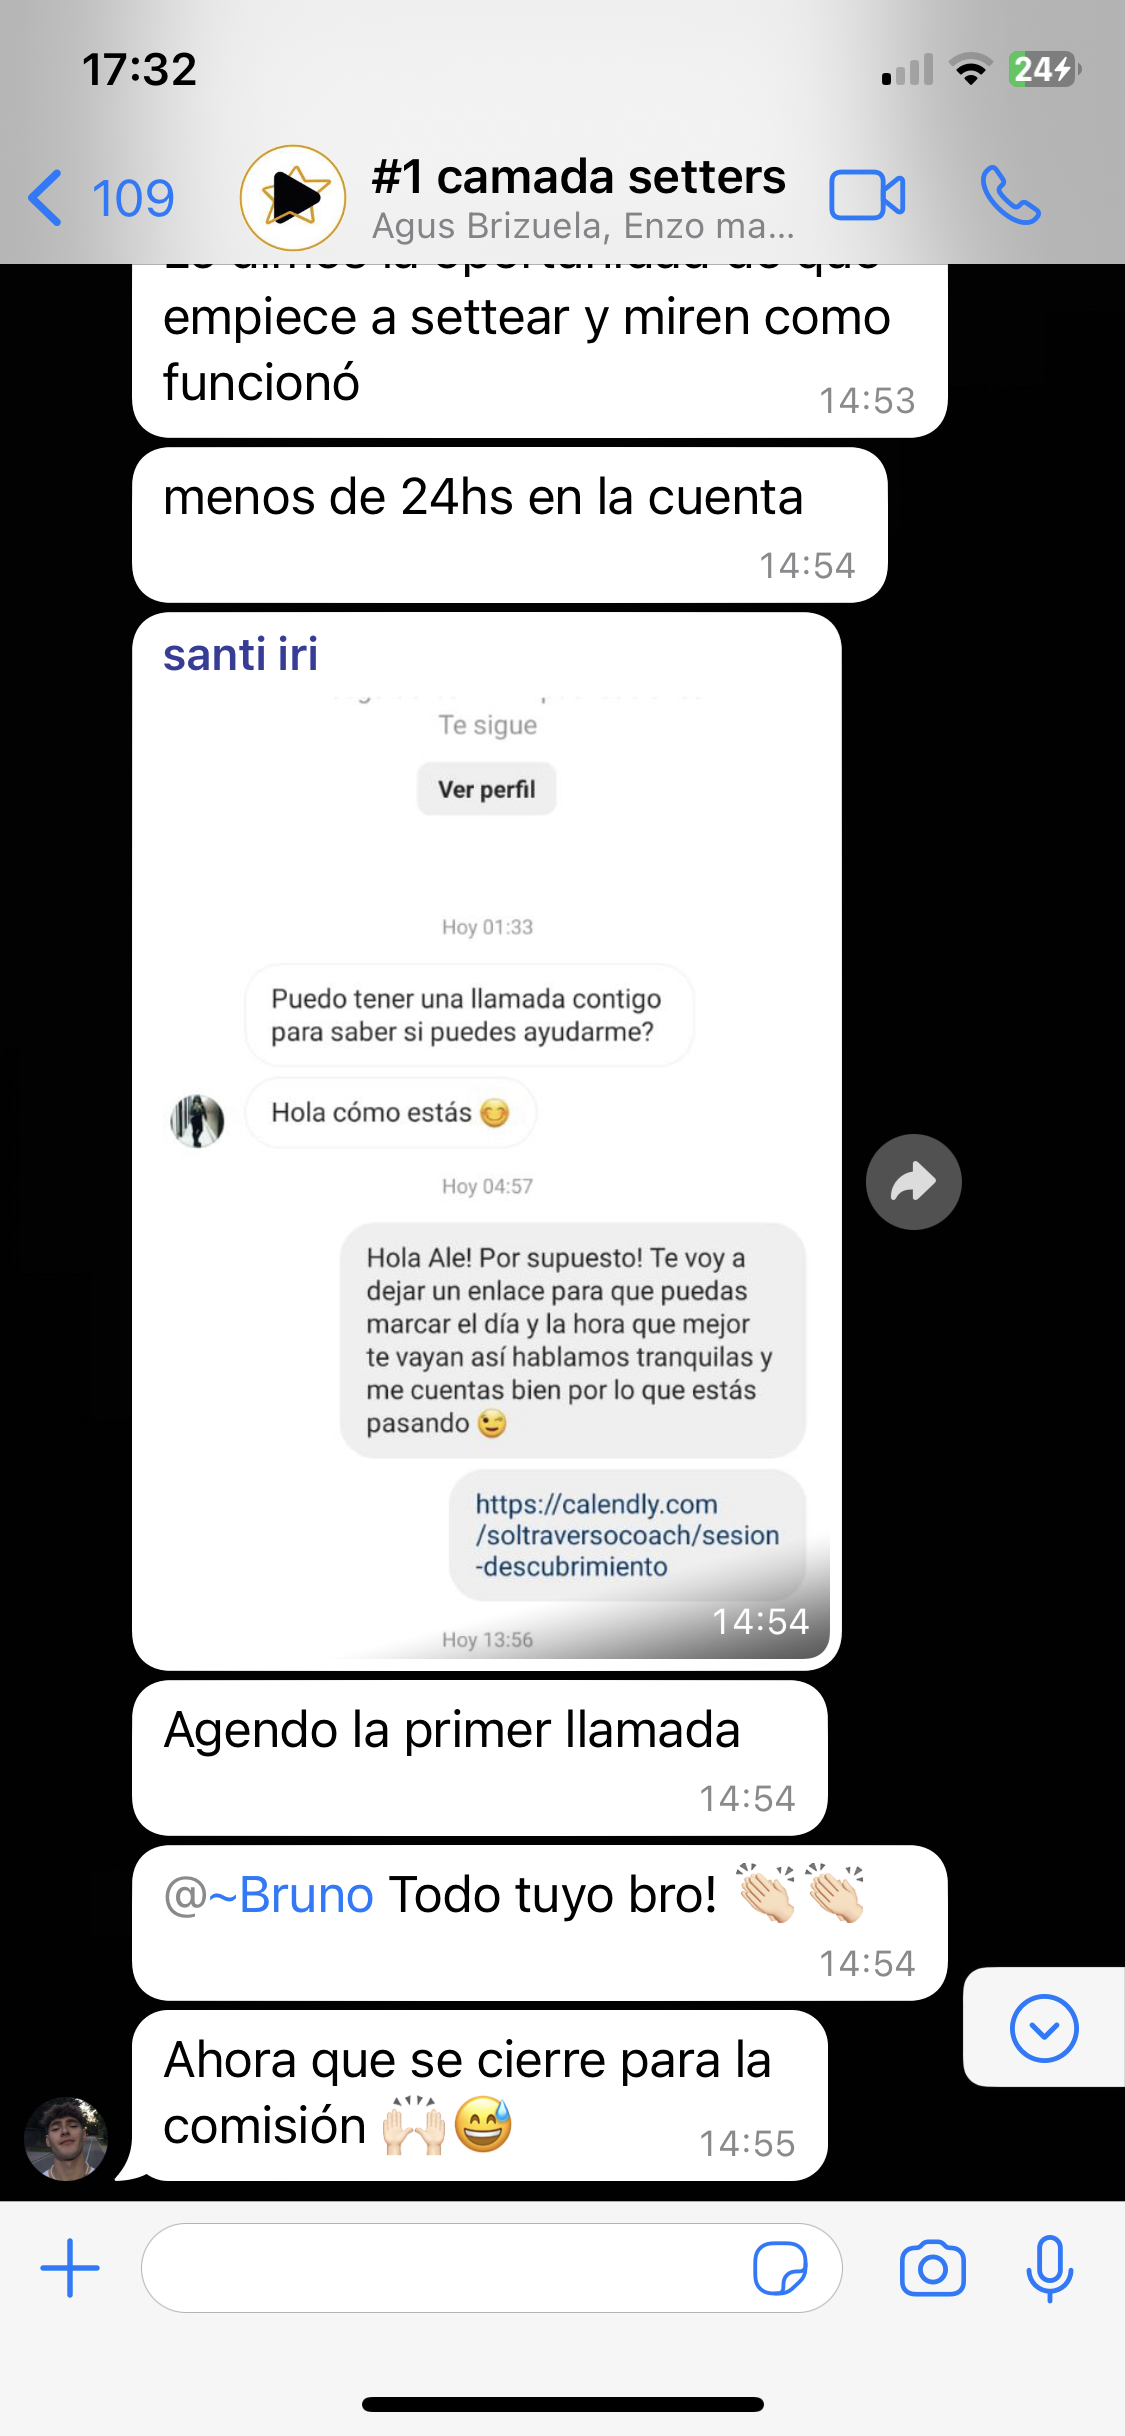 17:32
24
109
#1 camada setters
Agus Brizuela, Enzo ma...
Le dimos la oportunidad de que
empiece a settear y miren como
funcionó
14:53
menos de 24hs en la cuenta
14:54
santi iri
Te sigue
Ver perfil
Hoy 01:33
Puedo tener una llamada contigo
para saber si puedes ayudarme?
Hola cómo estás 😊
Hoy 04:57
Hola Ale! Por supuesto! Te voy a
dejar un enlace para que puedas
marcar el día y la hora que mejor
te vayan así hablamos tranquilas y
me cuentas bien por lo que estás
pasando 😉
https://calendly.com
/soltraversocoach/sesion
-descubrimiento
14:54
Hoy 13:56
Agendo la primer llamada
14:54
@~Bruno Todo tuyo bro! 👏🏻👏🏻
14:54
Ahora que se cierre para la
comisión 🙌🏻😅
14:55